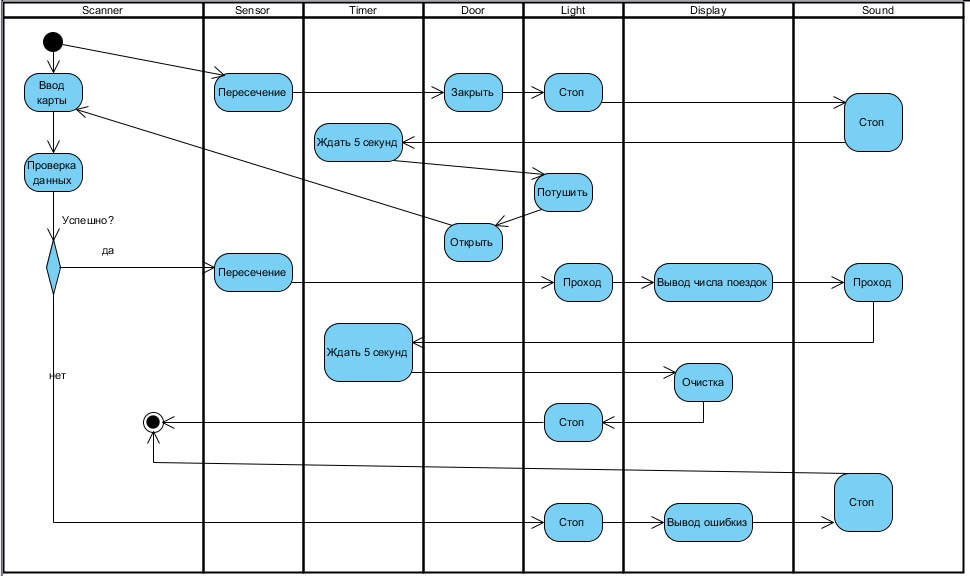 Scanner
Sensor
Timer
Door
Light
Display
Sound
Ввод
карты
Пересечение
Закрыть
Стоп
Стоп
Ждать 5 секунд
Проверка
данных
Потушить
Успешно?
Открыть
да
Пересечение
Проход
Вывод числа поездок
Проход
Ждать 5 секунд
нет
Очистка
Стоп
Стоп
Стоп
Вывод ошибкиз